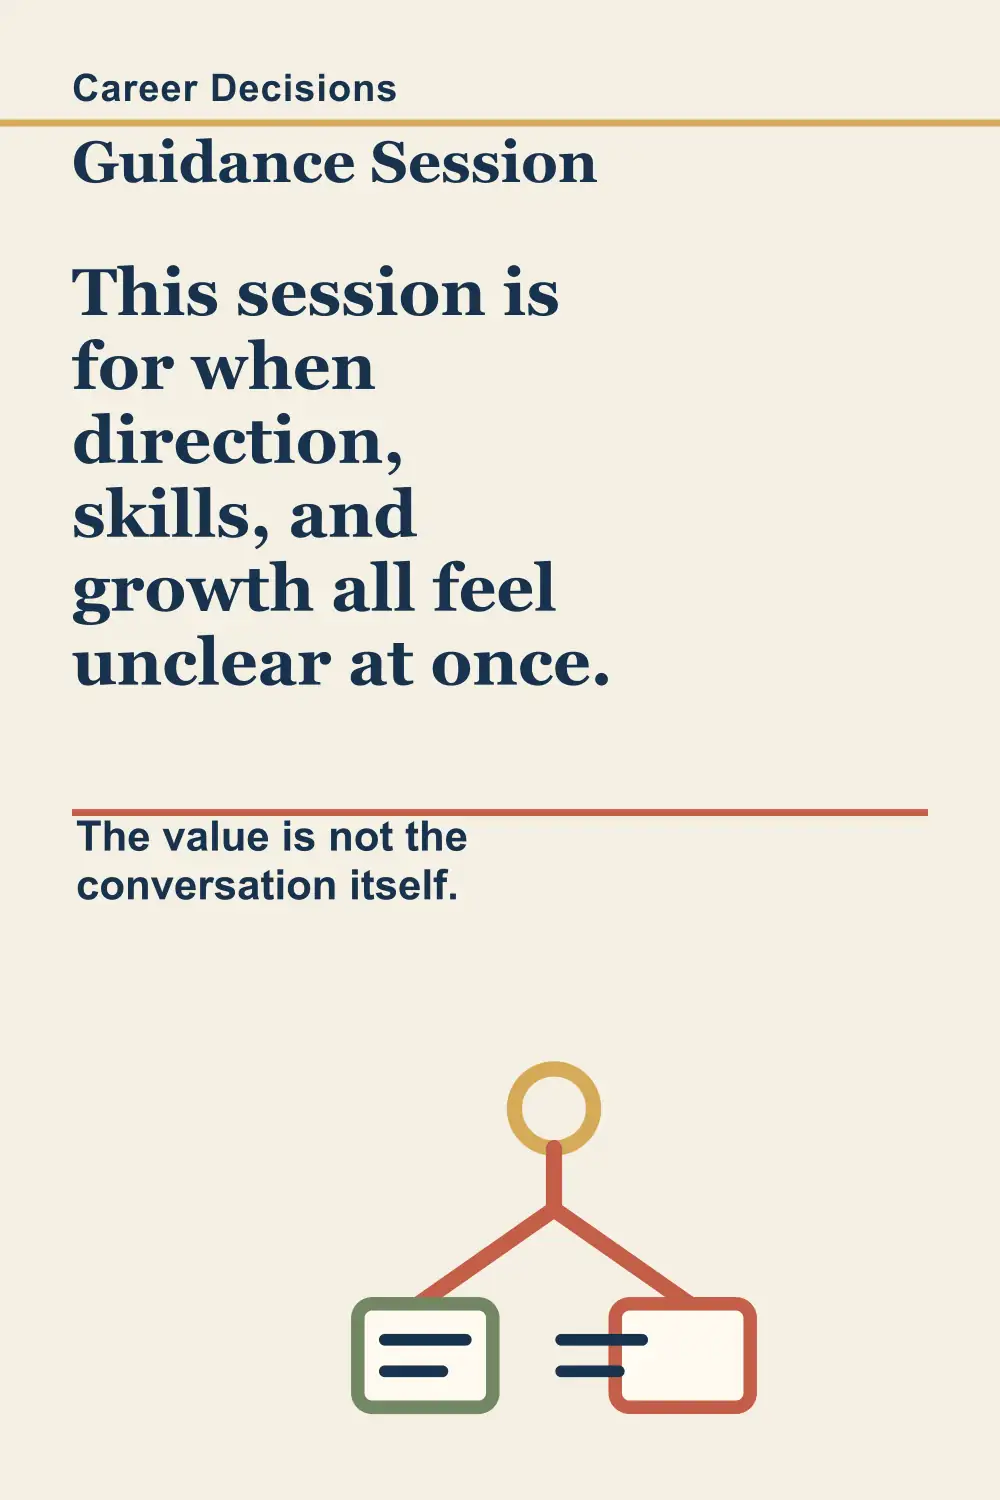 Career Decisions
Guidance Session
This session is
for when
direction,
skills, and
growth all feel
unclear at once.
The value is not the
conversation itself.